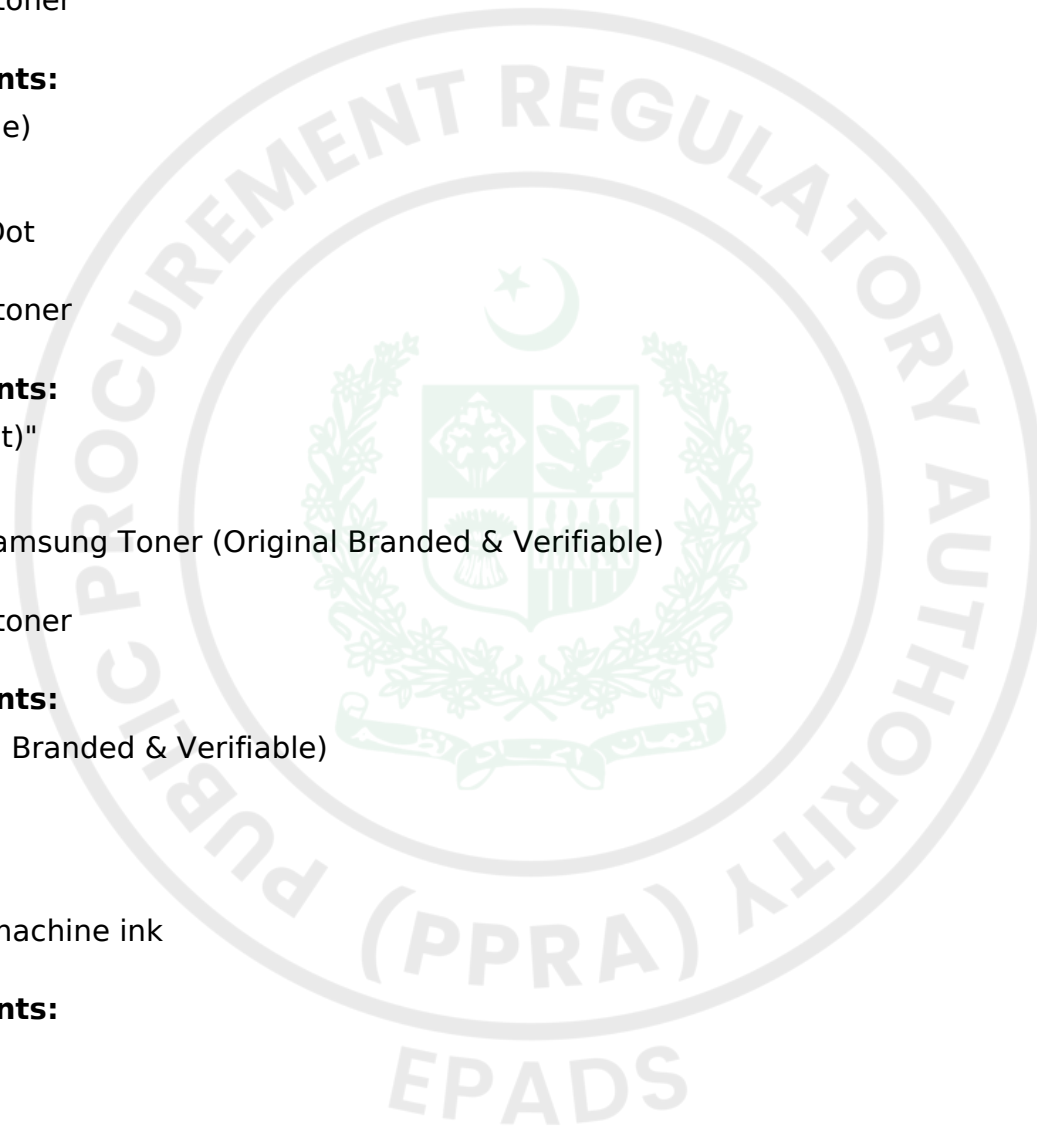 toner
nts:
e)
Dot
toner
nts:
t)"
amsung Toner (Original Branded & Verifiable)
toner
nts:
Branded & Verifiable)
machine ink
nts:
PUBLIC PROCUREMENT REGULATORY AUTHORITY
(PPRA)
EPADS